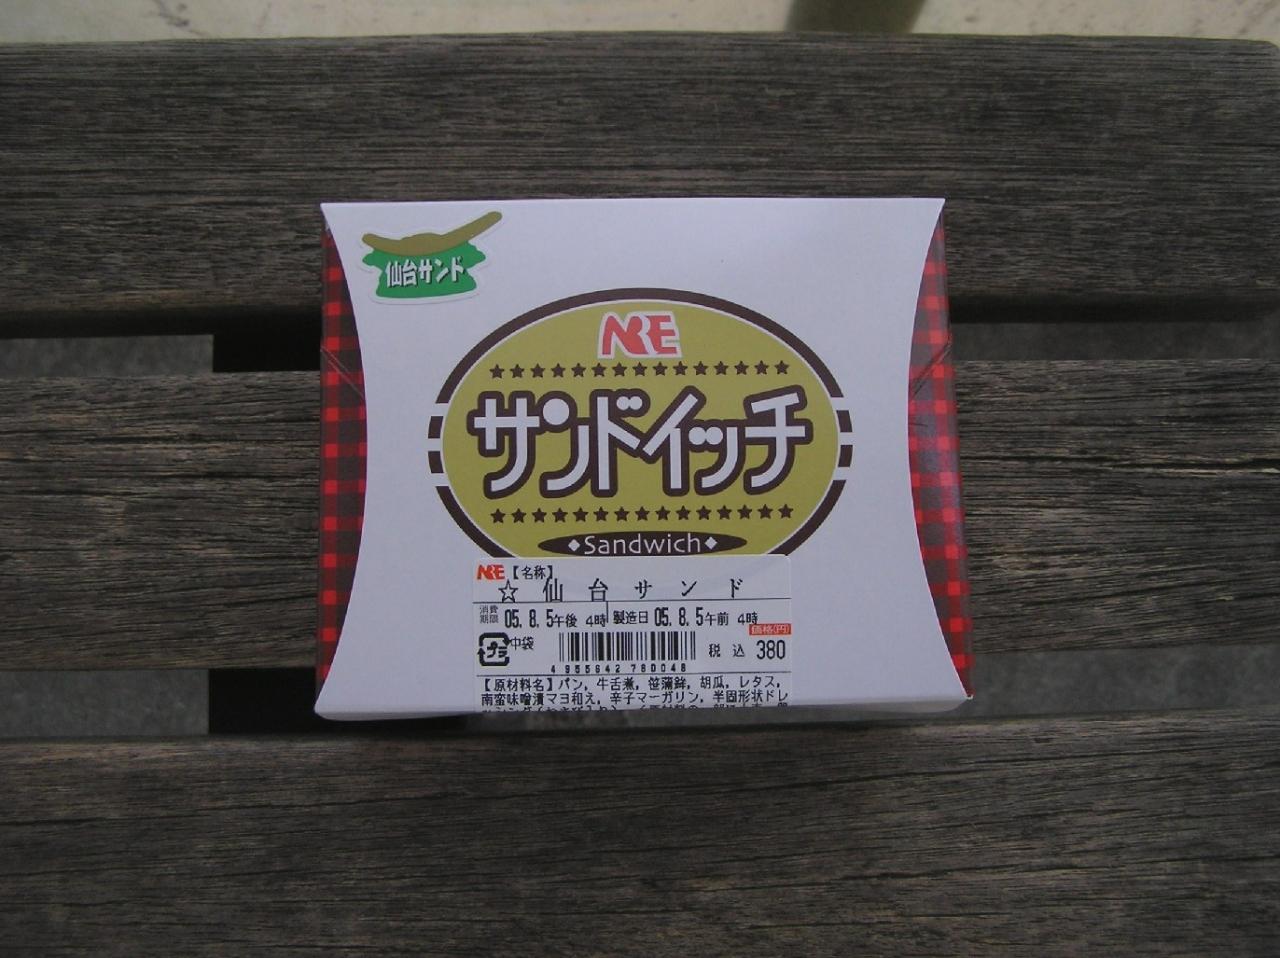 仙台サンド
NRE
サンドイッチ
Sandwich
NRE【名称】
☆仙台サンド
消費期限 05.8.5午後 4時 製造日 05.8.5午前 4時
価格(円)
プラ 中袋 税込 380
4955642780048
【原材料名】パン, 牛舌煮, 笹蒲鉾, 胡瓜, レタス,
南蛮味噌漬マヨ和え, 辛子マーガリン, 半固形状ドレ